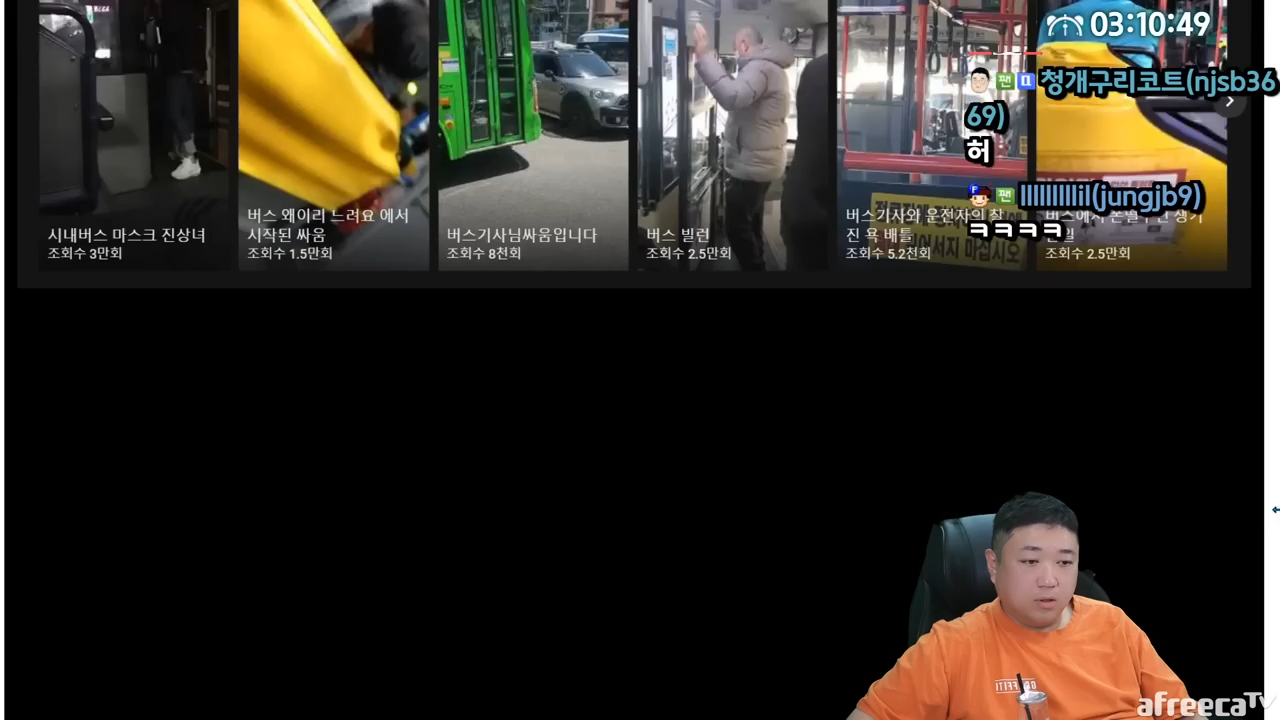 03:10:49
청개구리코트(njsb36
69)
허
llllllllllil(jungjb9)
ㅋㅋㅋㅋ
시내버스 마스크 진상녀
조회수 3만회
버스 왜이리 느려요 에서
시작된 싸움
조회수 1.5만회
버스기사님싸움입니다
조회수 8천회
버스 빌런
조회수 2.5만회
버스기사와 운전자의
진 욕 배틀
조회수 5.2천회
조회수 2.5만회
afreecaTV